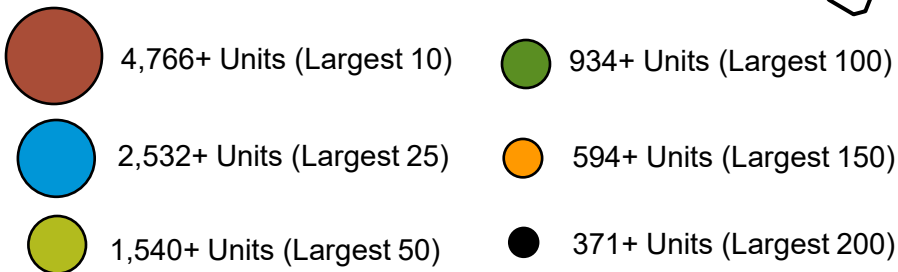 4,766+ Units (Largest 10)
2,532+ Units (Largest 25)
1,540+ Units (Largest 50)
934+ Units (Largest 100)
594+ Units (Largest 150)
371+ Units (Largest 200)